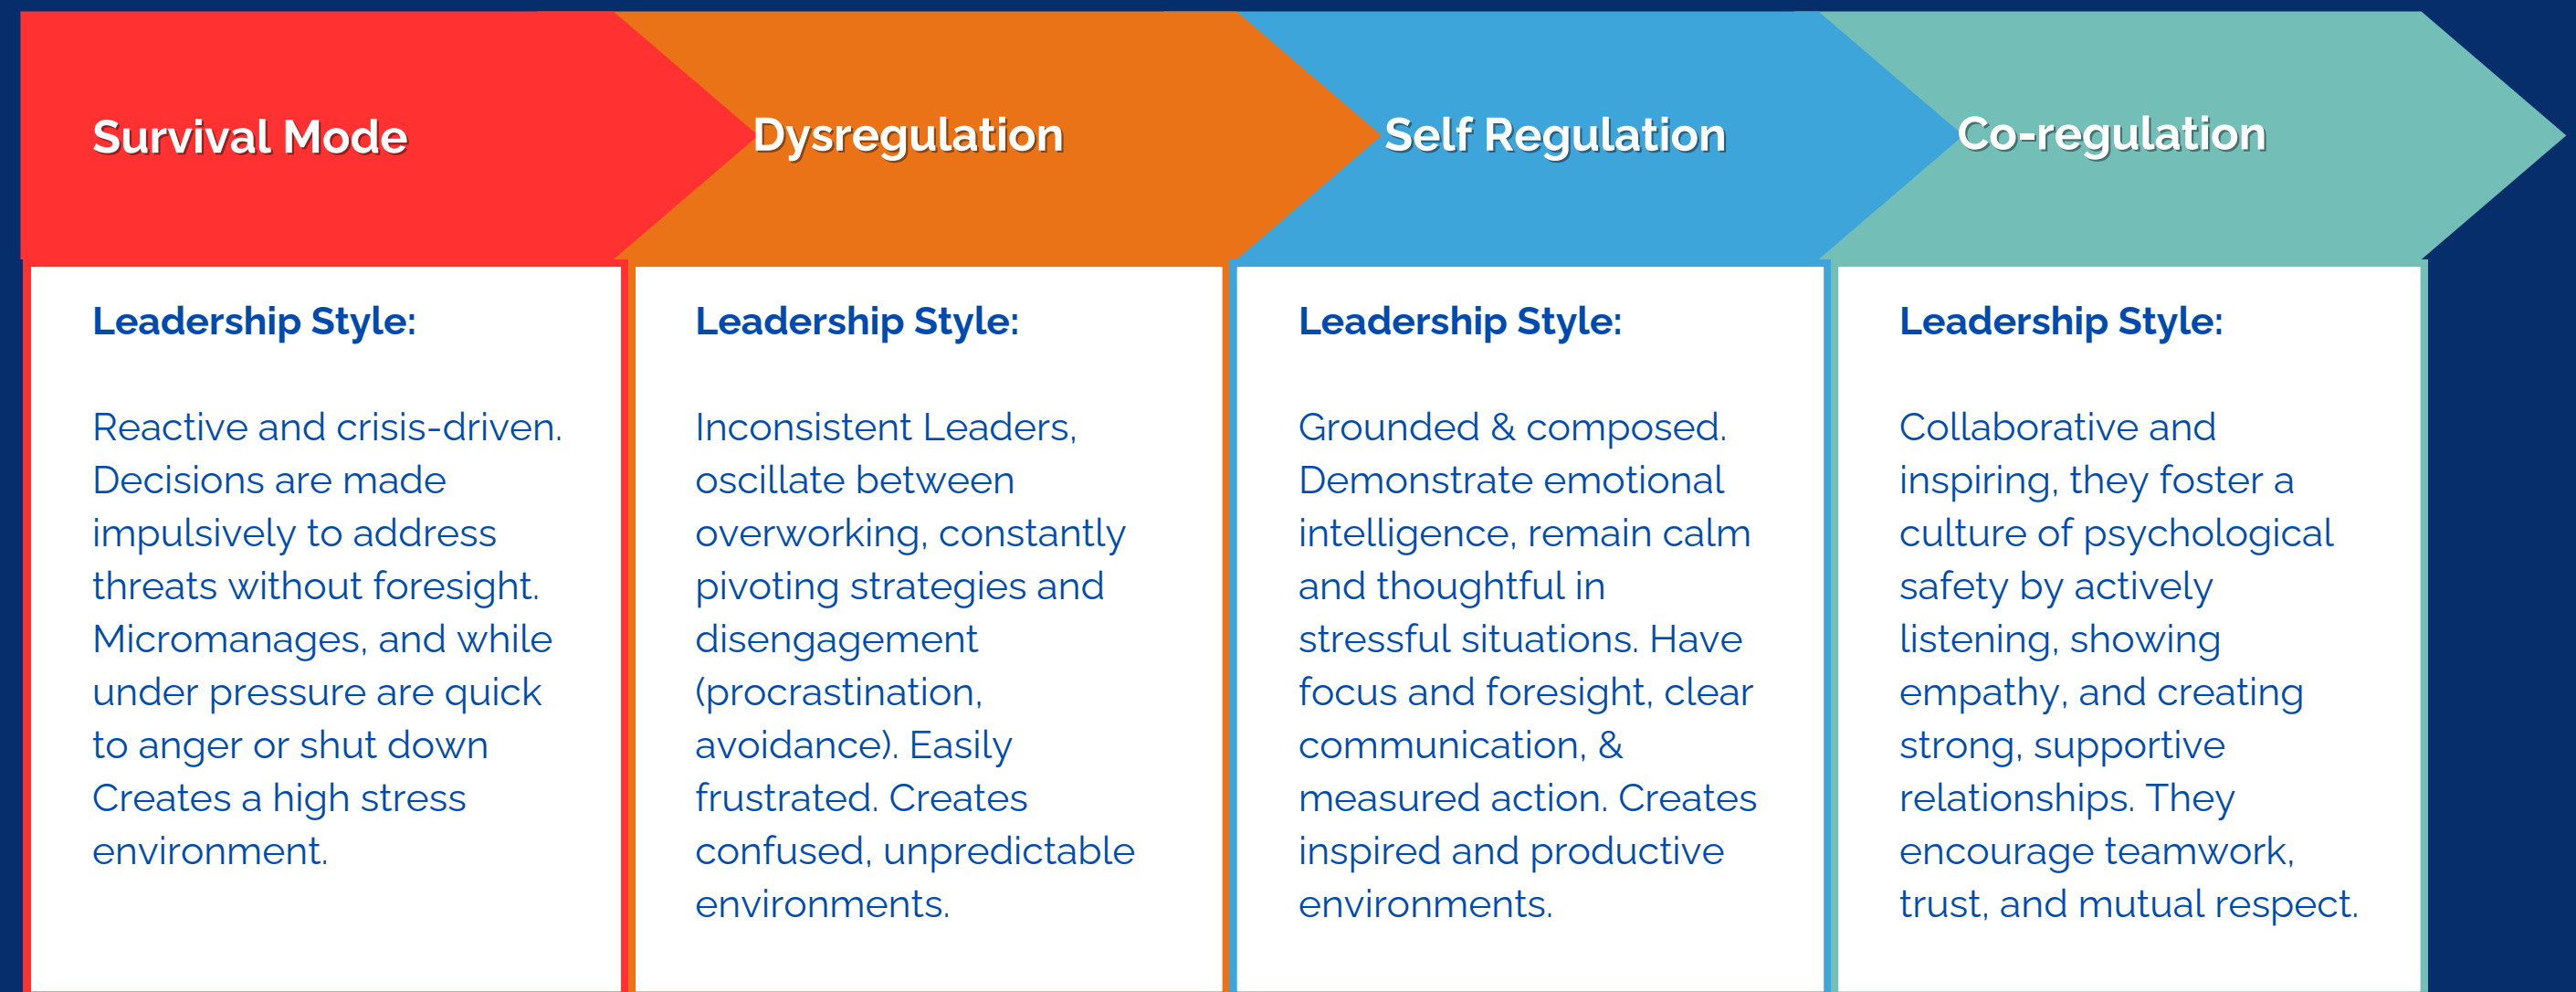 Survival Mode
Dysregulation
Self Regulation
Co-regulation
Leadership Style:
Reactive and crisis-driven.
Decisions are made
impulsively to address
threats without foresight.
Micromanages, and while
under pressure are quick
to anger or shut down
Creates a high stress
environment.
Leadership Style:
Inconsistent Leaders,
oscillate between
overworking, constantly
pivoting strategies and
disengagement
(procrastination,
avoidance). Easily
frustrated. Creates
confused, unpredictable
environments.
Leadership Style:
Grounded & composed.
Demonstrate emotional
intelligence, remain calm
and thoughtful in
stressful situations. Have
focus and foresight, clear
communication, &
measured action. Creates
inspired and productive
environments.
Leadership Style:
Collaborative and
inspiring, they foster a
culture of psychological
safety by actively
listening, showing
empathy, and creating
strong, supportive
relationships. They
encourage teamwork,
trust, and mutual respect.